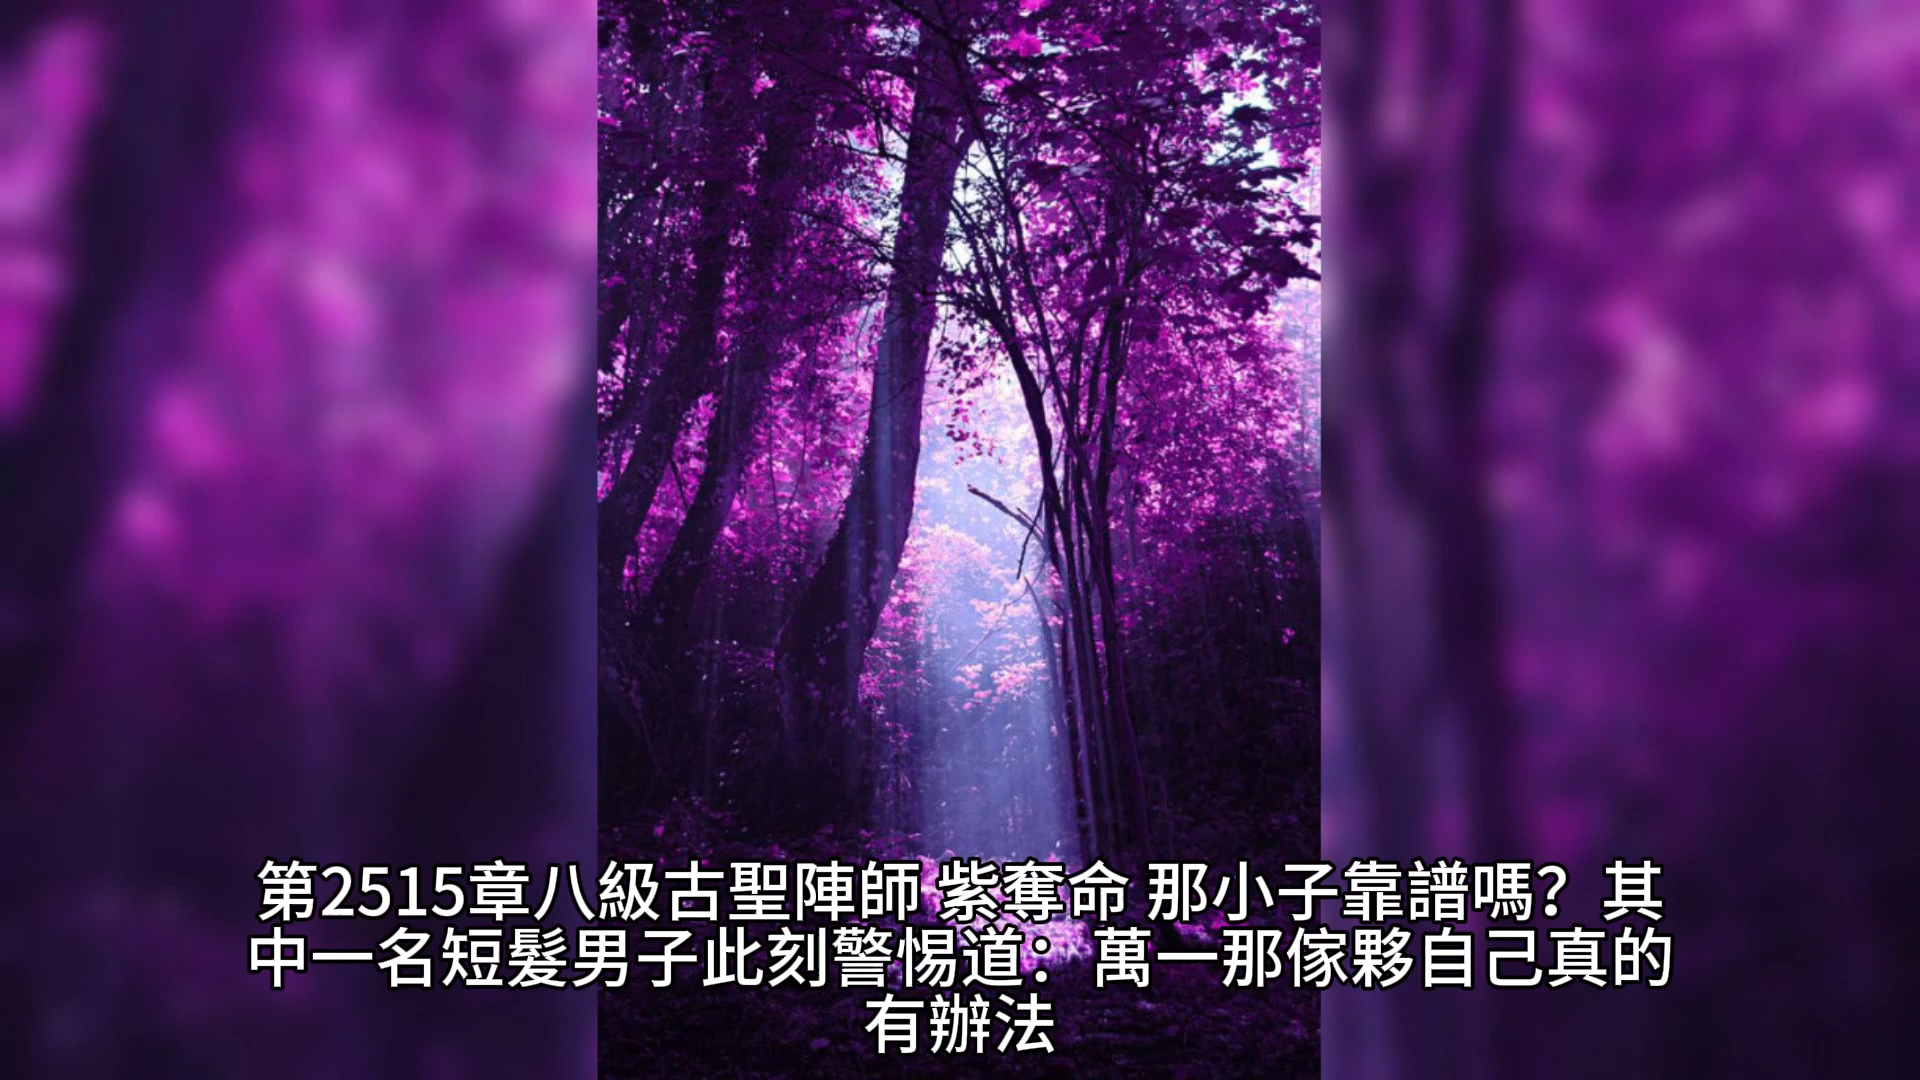 第2515章八級古聖陣師 紫奪命 那小子靠譜嗎？其
中一名短髮男子此刻警惕道：萬一那傢夥自己真的
有辦法